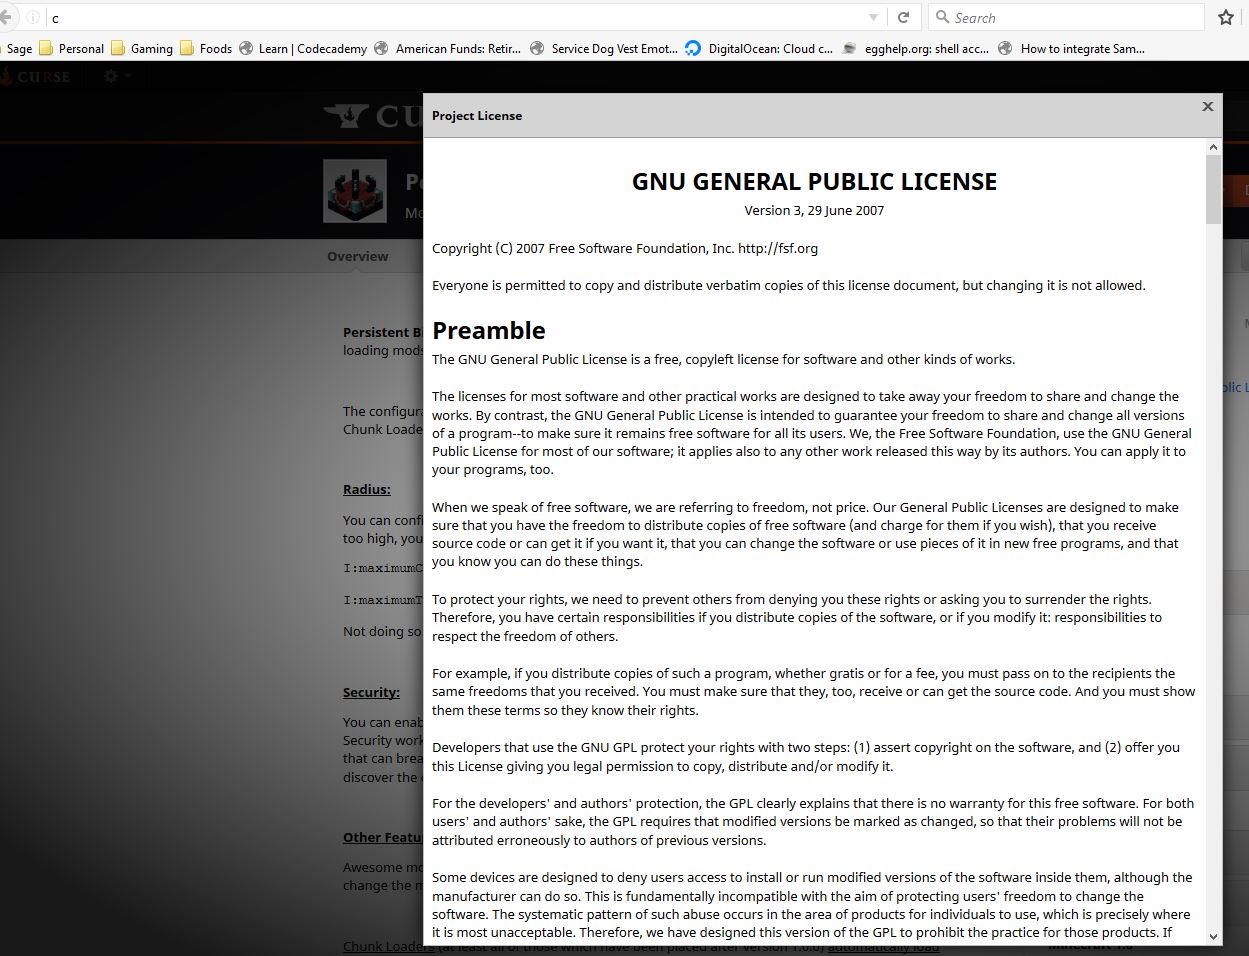 c
Search
Sage Personal Gaming Foods Learn | Codecademy American Funds: Retir... Service Dog Vest Emot... DigitalOcean: Cloud c... egghelp.org: shell acc... How to integrate Sam...
CURSE
CU
Project License
GNU GENERAL PUBLIC LICENSE
Version 3, 29 June 2007
Mo
Copyright (C) 2007 Free Software Foundation, Inc. http://fsf.org
Overview
Everyone is permitted to copy and distribute verbatim copies of this license document, but changing it is not allowed.
Preamble
The GNU General Public License is a free, copyleft license for software and other kinds of works.
The licenses for most software and other practical works are designed to take away your freedom to share and change the
works. By contrast, the GNU General Public License is intended to guarantee your freedom to share and change all versions
of a program--to make sure it remains free software for all its users. We, the Free Software Foundation, use the GNU General
Public License for most of our software; it applies also to any other work released this way by its authors. You can apply it to
your programs, too.
When we speak of free software, we are referring to freedom, not price. Our General Public Licenses are designed to make
sure that you have the freedom to distribute copies of free software (and charge for them if you wish), that you receive
source code or can get it if you want it, that you can change the software or use pieces of it in new free programs, and that
you know you can do these things.
To protect your rights, we need to prevent others from denying you these rights or asking you to surrender the rights.
Therefore, you have certain responsibilities if you distribute copies of the software, or if you modify it: responsibilities to
respect the freedom of others.
For example, if you distribute copies of such a program, whether gratis or for a fee, you must pass on to the recipients the
same freedoms that you received. You must make sure that they, too, receive or can get the source code. And you must show
them these terms so they know their rights.
Developers that use the GNU GPL protect your rights with two steps: (1) assert copyright on the software, and (2) offer you
this License giving you legal permission to copy, distribute and/or modify it.
For the developers' and authors' protection, the GPL clearly explains that there is no warranty for this free software. For both
users' and authors' sake, the GPL requires that modified versions be marked as changed, so that their problems will not be
attributed erroneously to authors of previous versions.
Some devices are designed to deny users access to install or run modified versions of the software inside them, although the
manufacturer can do so. This is fundamentally incompatible with the aim of protecting users' freedom to change the
software. The systematic pattern of such abuse occurs in the area of products for individuals to use, which is precisely where
it is most unacceptable. Therefore, we have designed this version of the GPL to prohibit the practice for those products. If
Persistent Bi
loading mods
The configura
Chunk Loade
Radius:
You can confi
too high, you
I:maximumC
I:maximumT
Not doing so
Security:
You can enab
Security work
that can brea
discover the
Other Featur
Awesome mo
change the m
Chunk Loaders (at least all of those which have been placed after version 1.0.0) automatically load